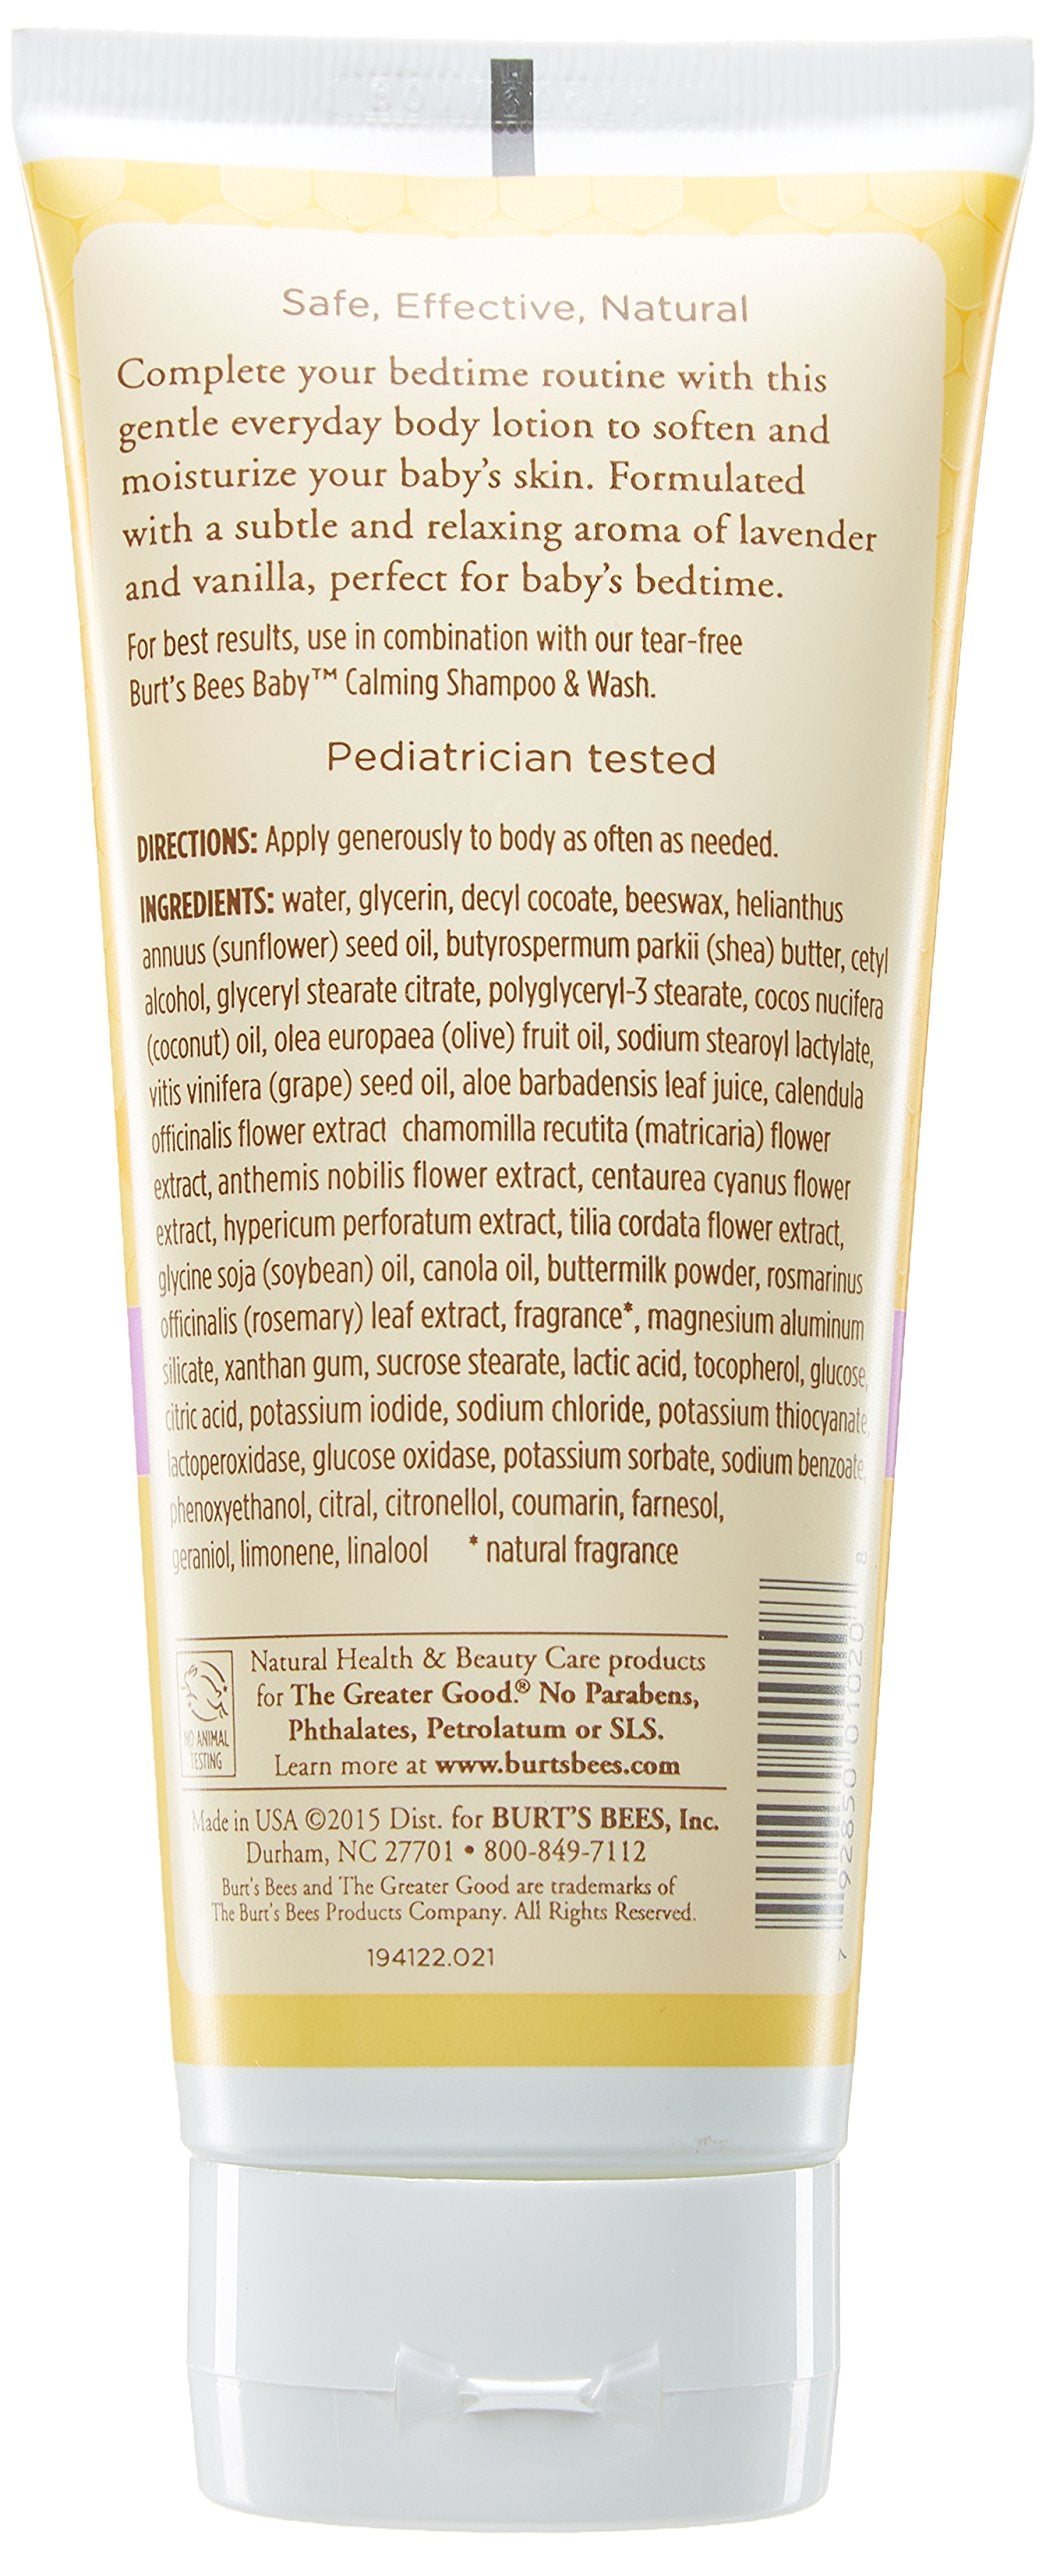 Safe, Effective, Natural
Complete your bedtime routine with this
gentle everyday body lotion to soften and
moisturize your baby's skin. Formulated
with a subtle and relaxing aroma of lavender
and vanilla, perfect for baby's bedtime.
For best results, use in combination with our tear-free
Burt's Bees Baby™ Calming Shampoo & Wash.
Pediatrician tested
DIRECTIONS: Apply generously to body as often as needed.
INGREDIENTS: water, glycerin, decyl cocoate, beeswax, helianthus
annuus (sunflower) seed oil, butyrospermum parkii (shea) butter, cetyl
alcohol, glyceryl stearate citrate, polyglyceryl-3 stearate, cocos nucifera
(coconut) oil, olea europaea (olive) fruit oil, sodium stearoyl lactylate,
vitis vinifera (grape) seed oil, aloe barbadensis leaf juice, calendula
officinalis flower extract chamomilla recutita (matricaria) flower
extract, anthemis nobilis flower extract, centaurea cyanus flower
extract, hypericum perforatum extract, tilia cordata flower extract,
glycine soja (soybean) oil, canola oil, buttermilk powder, rosmarinus
officinalis (rosemary) leaf extract, fragrance*, magnesium aluminum
silicate, xanthan gum, sucrose stearate, lactic acid, tocopherol, glucose,
citric acid, potassium iodide, sodium chloride, potassium thiocyanate,
lactoperoxidase, glucose oxidase, potassium sorbate, sodium benzoate,
phenoxyethanol, citral, citronellol, coumarin, farnesol,
geraniol, limonene, linalool * natural fragrance
NO ANIMAL
TESTING
Natural Health & Beauty Care products
for The Greater Good.® No Parabens,
Phthalates, Petrolatum or SLS.
Learn more at www.burtsbees.com
Made in USA ©2015 Dist. for BURT'S BEES, Inc.
Durham, NC 27701 • 800-849-7112
Burt's Bees and The Greater Good are trademarks of
The Burt's Bees Products Company. All Rights Reserved.
194122.021
7 92850 01020 8